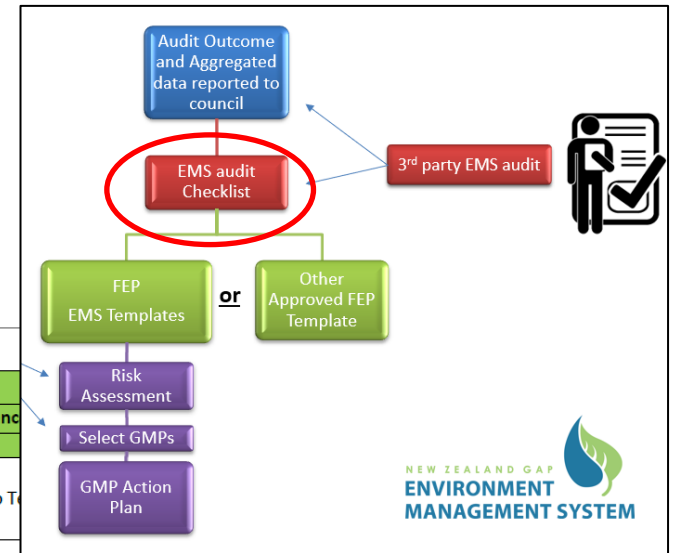 Audit Outcome
and Aggregated
data reported to
council
EMS audit
Checklist
3rd party EMS audit
FEP
EMS Templates
or
Other
Approved FEP
Template
Risk
Assessment
Select GMPs
GMP Action
Plan
NEW ZEALAND GAP
ENVIRONMENT
MANAGEMENT SYSTEM